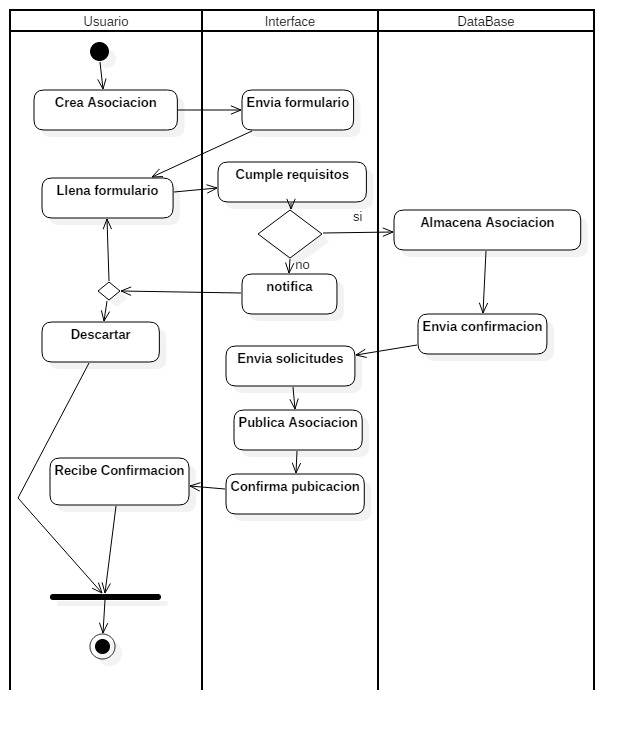 Usuario
Interface
DataBase
Crea Asociacion
Envia formulario
Llena formulario
Cumple requisitos
si
Almacena Asociacion
no
notifica
Descartar
Envia confirmacion
Envia solicitudes
Publica Asociacion
Recibe Confirmacion
Confirma pubicacion